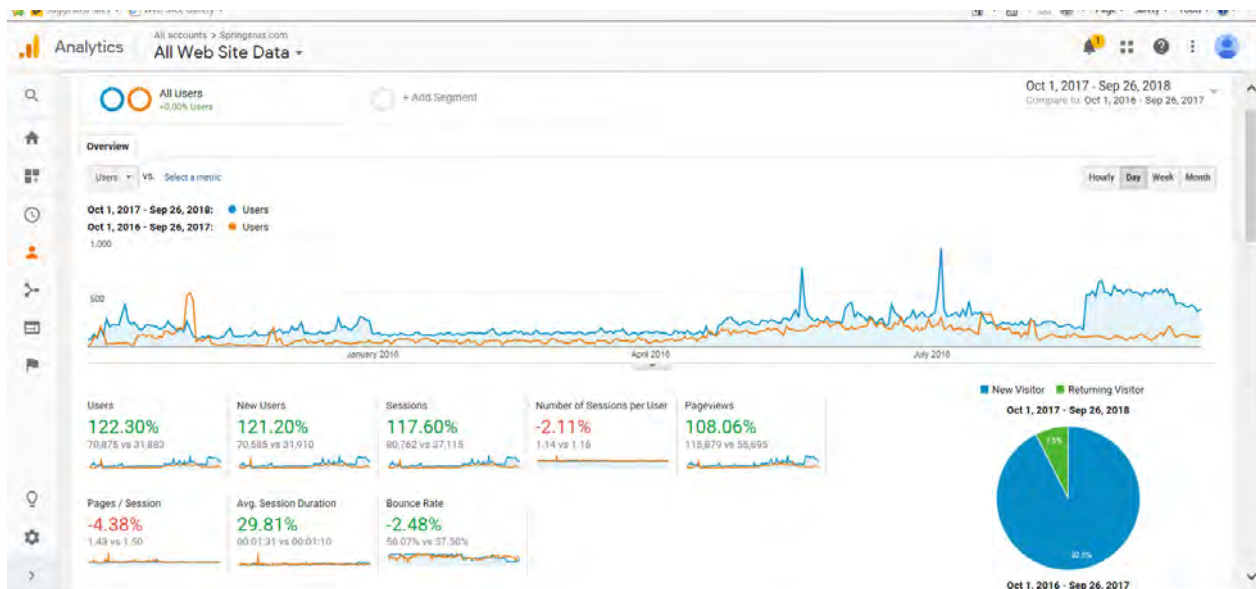 Analytics
All accounts > Springsrus.com
All Web Site Data
1
All Users
+0.00% Users
+ Add Segment
Oct 1, 2017 - Sep 26, 2018
Compare to: Oct 1, 2016 - Sep 26, 2017
Overview
Users VS. Select a metric
Hourly Day Week Month
Oct 1, 2017 - Sep 26, 2018: Users
Oct 1, 2016 - Sep 26, 2017: Users
1,000
500
January 2018 April 2018 July 2018
New Visitor Returning Visitor
Oct 1, 2017 - Sep 26, 2018
Users
122.30%
70,875 vs 31,883
New Users
121.20%
70,585 vs 31,910
Sessions
117.60%
80,762 vs 37,115
Number of Sessions per User
-2.11%
1.14 vs 1.16
Pageviews
108.06%
115,879 vs 55,695
Pages / Session
-4.38%
1.43 vs 1.50
Avg. Session Duration
29.81%
00:01:31 vs 00:01:10
Bounce Rate
-2.48%
56.07% vs 57.50%
7.5%
92.5%
Oct 1, 2016 - Sep 26, 2017